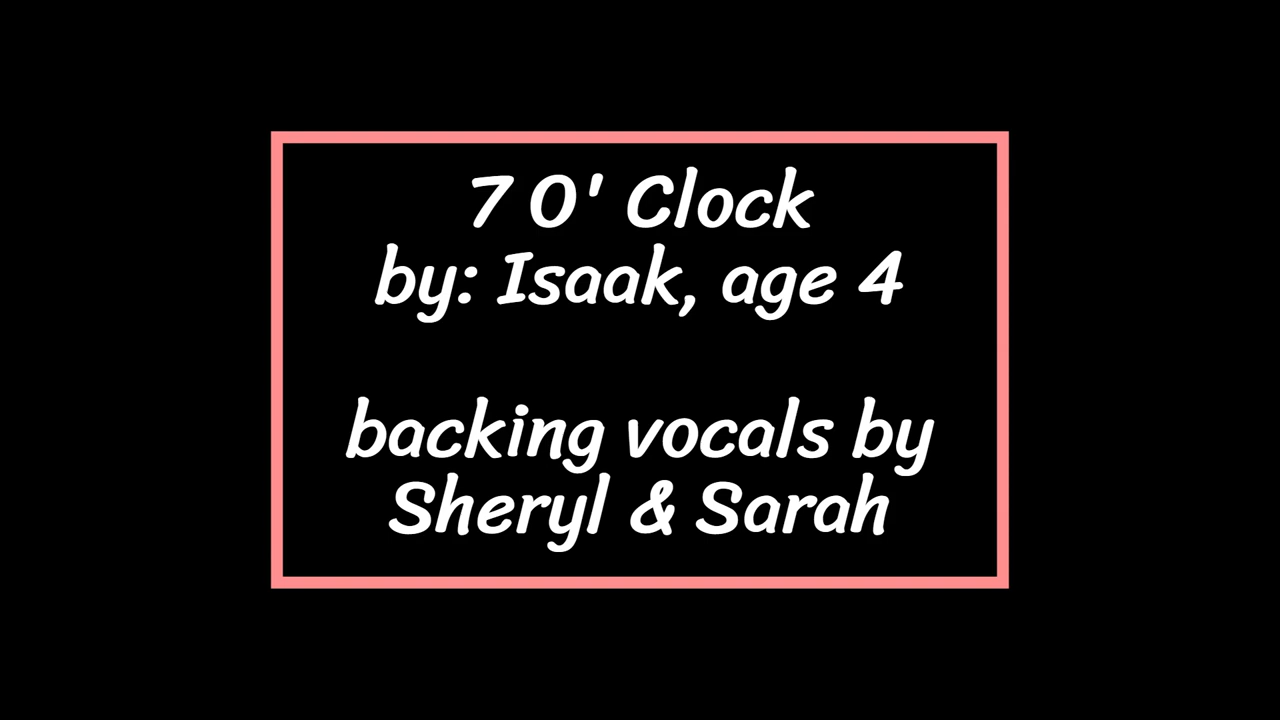 7 O' Clock
by: Isaak, age 4
backing vocals by
Sheryl & Sarah